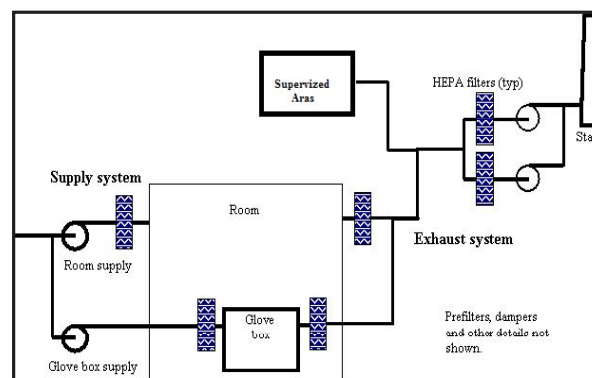 HEPA filters (typ)
Supervized
Aras
Sta
Supply system
Room
Exhaust system
Room supply
Glove
box
Prefilters, dampers
and other details not
shown.
Glove box supply